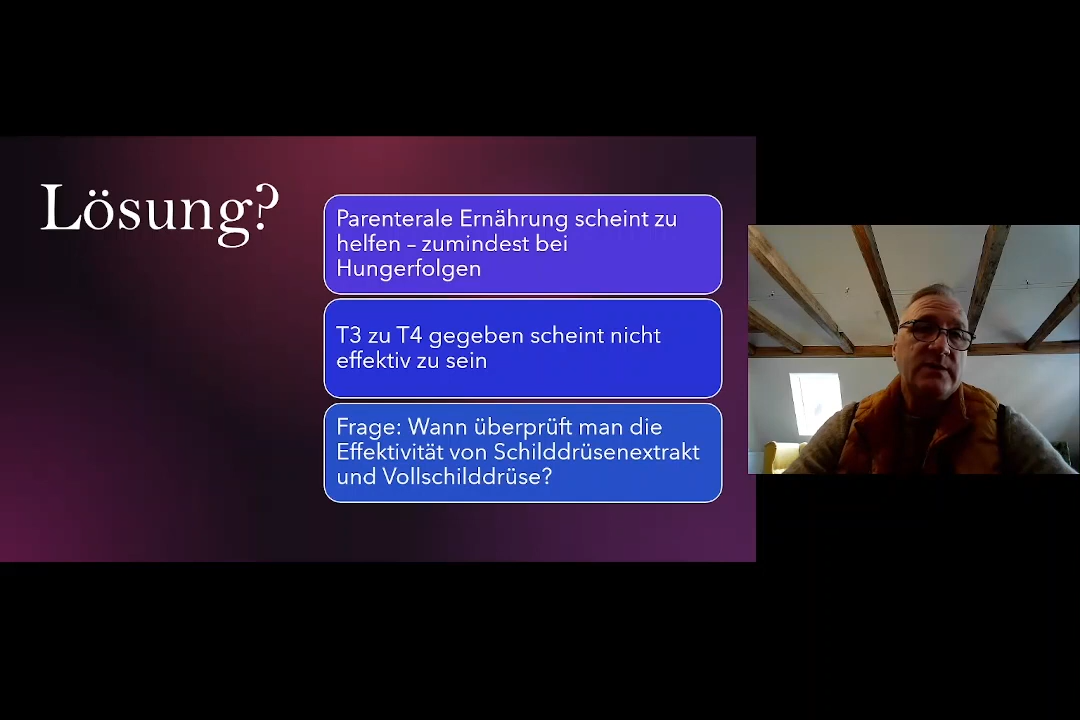 Lösung?
Parenterale Ernährung scheint zu
helfen – zumindest bei
Hungerfolgen
T3 zu T4 gegeben scheint nicht
effektiv zu sein
Frage: Wann überprüft man die
Effektivität von Schilddrüsenextrakt
und Vollschilddrüse?